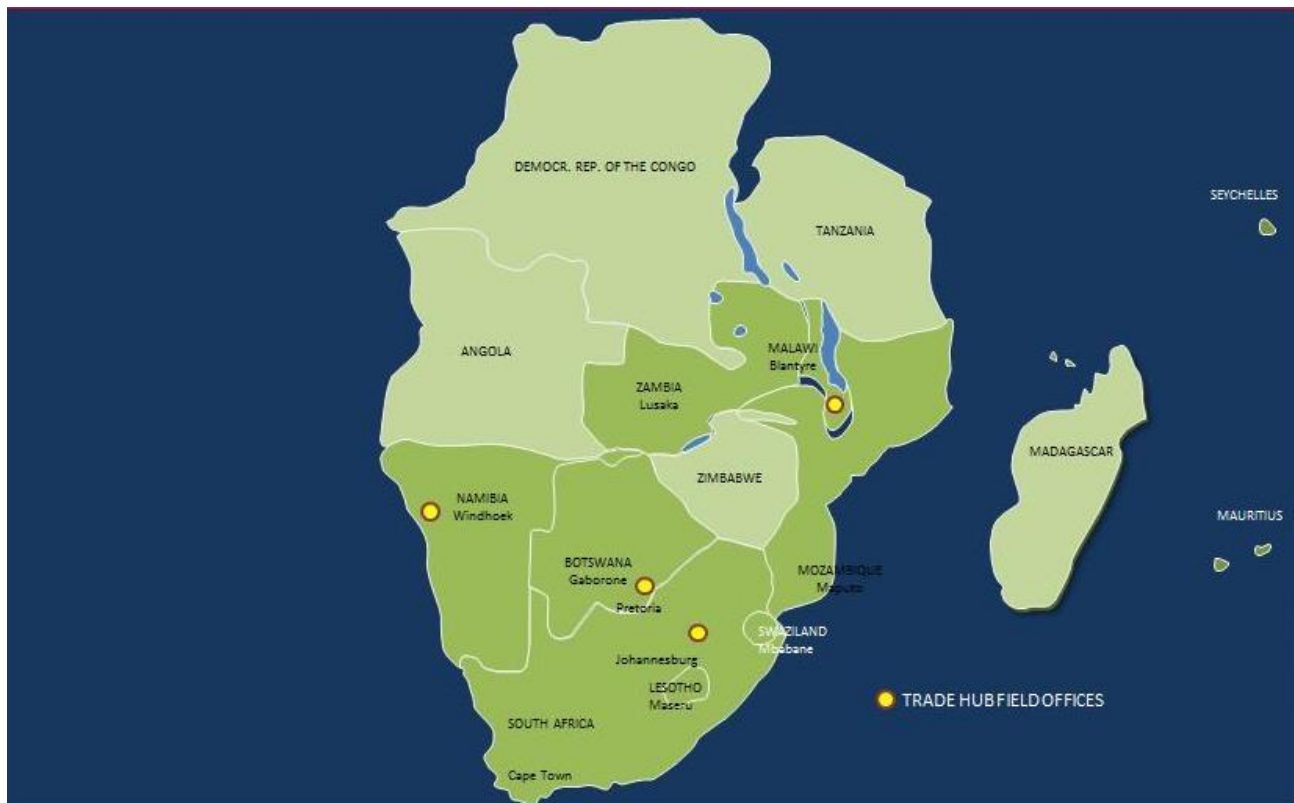 DEMOCR. REP. OF THE CONGO
SEYCHELLES
TANZANIA
ANGOLA
MALAWI
Blantyre
ZAMBIA
Lusaka
MADAGASCAR
ZIMBABWE
NAMIBIA
Windhoek
MAURITIUS
BOTSWANA
Gaborone
MOZAMBIQUE
Maputo
Pretoria
SWAZILAND
Mbabane
Johannesburg
LESOTHO
Maseru
TRADE HUB FIELD OFFICES
SOUTH AFRICA
Cape Town